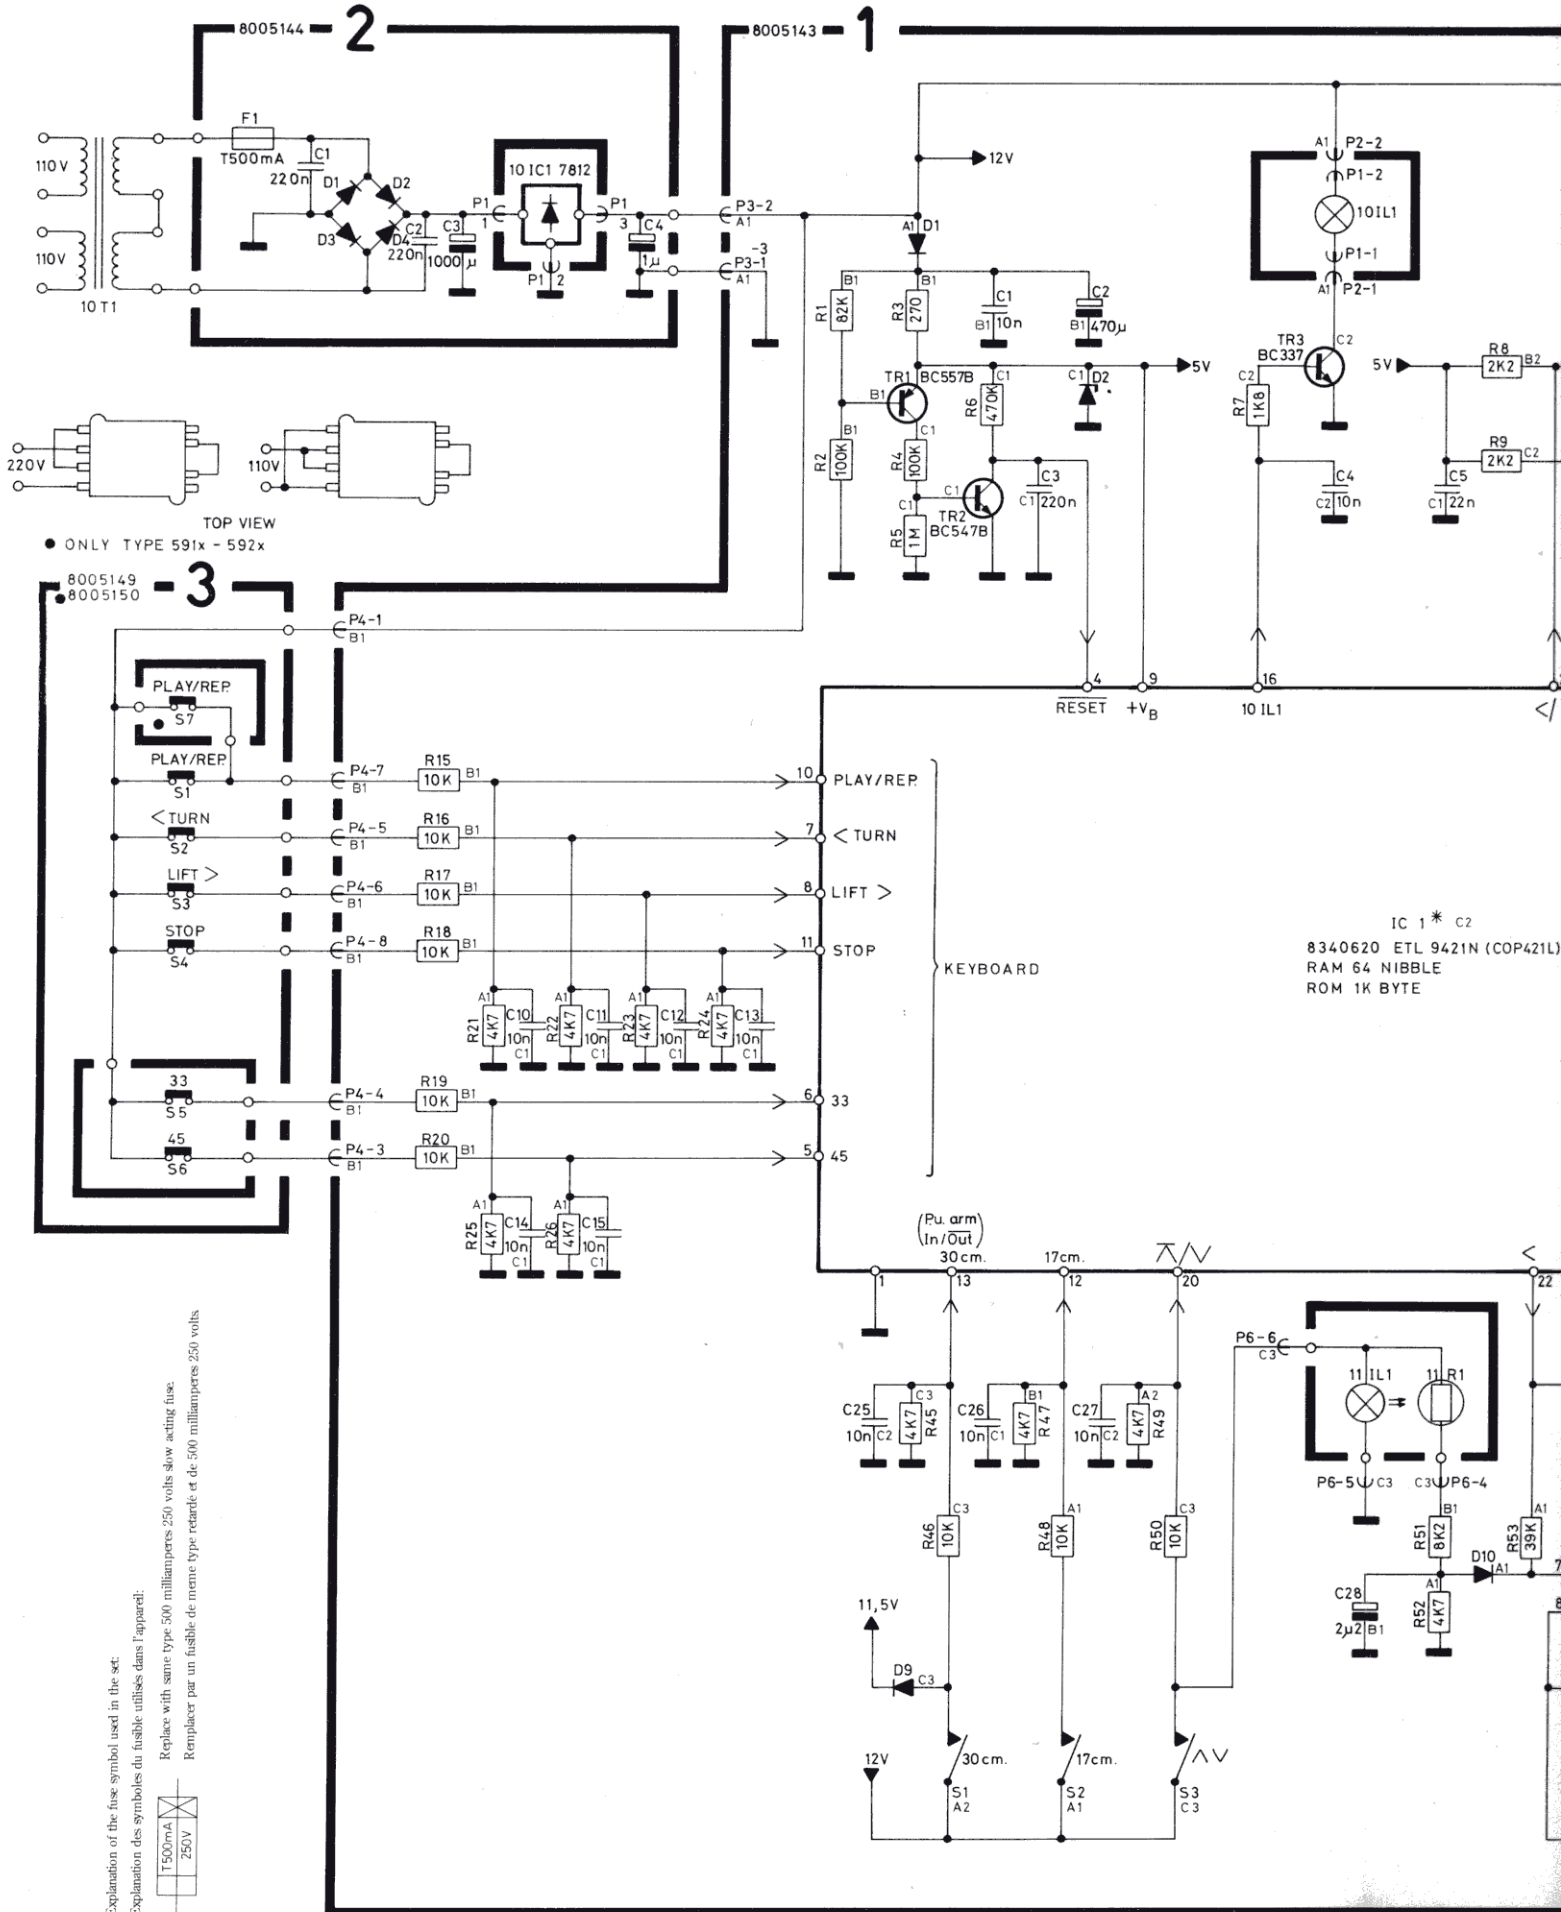 8005144
2
8005143
1
F1
T500mA
C1
220n
110V
110V
10T1
D1
D2
D3
D4
C2
220n
C3
1000µ
P1
1
10 IC1 7812
P1
3
P1
2
C4
1µ
P3-2
A1
-3
P3-1
A1
12V
A1
D1
B1
R1
82K
B1
R3
270
C1
B1
10n
C2
B1
470µ
TR1
BC557B
B1
C1
R6
470K
C1
D2
5V
B1
R2
100K
C1
R4
100K
C1
R5
1M
C1
TR2
BC547B
C3
C1
220n
A1
P2-2
P1-2
10IL1
P1-1
A1
P2-1
TR3
BC337
C2
C2
R7
1K8
C4
C2
10n
5V
R8
2K2
B2
R9
2K2
C2
C5
C1
22n
220V
110V
TOP VIEW
● ONLY TYPE 591x - 592x
8005149
●8005150
3
P4-1
B1
PLAY/REP.
S7
PLAY/REP.
S1
< TURN
S2
LIFT >
S3
STOP
S4
33
S5
45
S6
P4-7
B1
R15
10K
B1
P4-5
B1
R16
10K
B1
P4-6
B1
R17
10K
B1
P4-8
B1
R18
10K
B1
P4-4
B1
R19
10K
B1
P4-3
B1
R20
10K
B1
A1
R21
4K7
C10
10n
C1
A1
R22
4K7
C11
10n
C1
A1
R23
4K7
C12
10n
C1
A1
R24
4K7
C13
10n
C1
A1
R25
4K7
C14
10n
C1
A1
R26
4K7
C15
10n
C1
4
RESET
9
+VB
16
10 IL1
</
10
PLAY/REP.
7
< TURN
8
LIFT >
11
STOP
6
33
5
45
KEYBOARD
IC 1 * C2
8340620 ETL 9421N (COP421L)
RAM 64 NIBBLE
ROM 1K BYTE
(Pu. arm)
(In/Out)
30cm.
17cm.
<
1
13
12
20
22
C25
10n
C2
C3
4K7
R45
C26
10n
C1
B1
4K7
R47
C27
10n
C2
A2
4K7
R49
P6-6
C3
11 IL1
11 R1
P6-5
C3
C3
P6-4
C3
R46
10K
A1
R48
10K
C3
R50
10K
B1
R51
8K2
A1
R53
39K
D10
A1
7
8
C28
2µ2
B1
A1
R52
4K7
11,5V
D9
C3
12V
30cm.
S1
A2
17cm.
S2
A1
S3
C3
Explanation of the fuse symbol used in the set:
Explanation des symboles du fusible utilisés dans l'appareil:
T500mA
250V
Replace with same type 500 milliamperes 250 volts slow acting fuse.
Remplacer par un fusible de meme type retardé et de 500 milliamperes 250 volts.